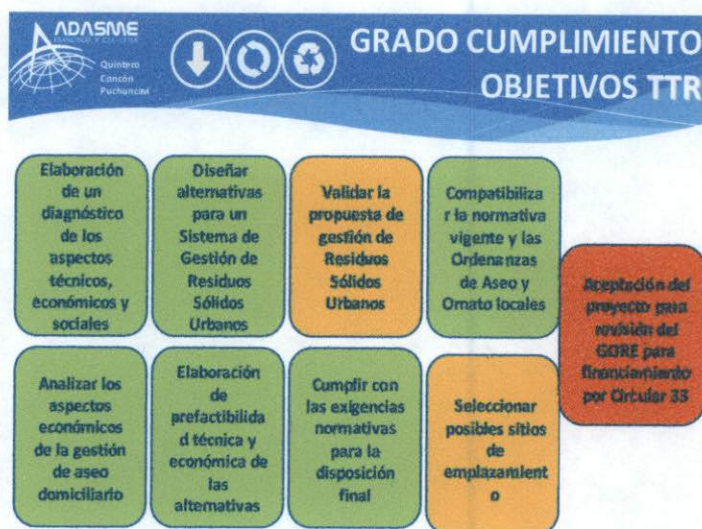 ADASME
FRANCISCO Y CIA. LTDA
Quintero
Concón
Puchuncaví
GRADO CUMPLIMIENTO
OBJETIVOS TTR
Elaboración
de un
diagnóstico
de los
aspectos
técnicos,
económicos y
sociales
Diseñar
alternativas
para un
Sistema de
Gestión de
Residuos
Sólidos
Urbanos
Validar la
propuesta de
gestión de
Residuos
Sólidos
Urbanos
Compatibiliza
r la normativa
vigente y las
Ordenanzas
de Aseo y
Ornato locales
Aceptación del
proyecto para
revisión del
GORE para
financiamiento
por Circular 33
Analizar los
aspectos
económicos
de la gestión
de aseo
domiciliario
Elaboración
de
prefactibilida
d técnica y
económica de
las
alternativas
Cumplir con
las exigencias
normativas
para la
disposición
final
Seleccionar
posibles sitios
de
emplazamient
o